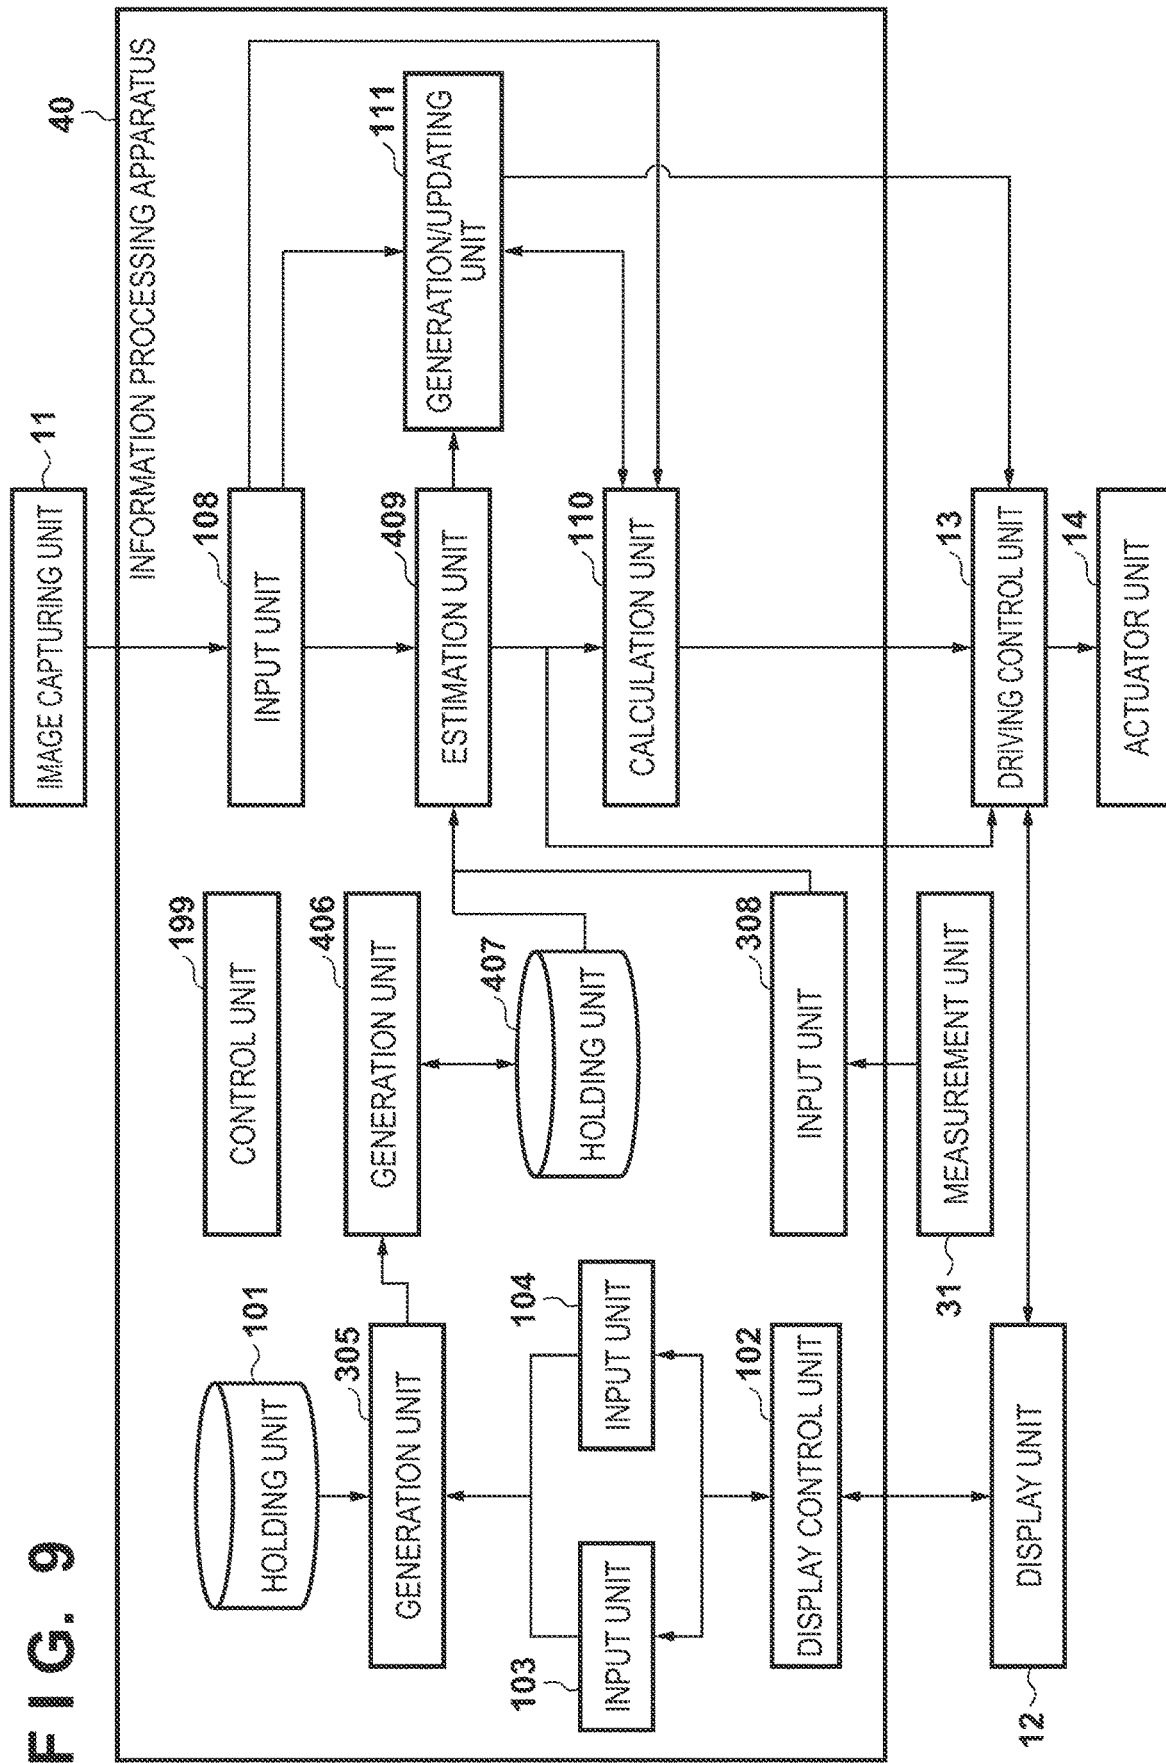 FIG. 9
IMAGE CAPTURING UNIT
11
40
INFORMATION PROCESSING APPARATUS
HOLDING UNIT
101
CONTROL UNIT
199
INPUT UNIT
108
GENERATION UNIT
305
GENERATION UNIT
406
ESTIMATION UNIT
409
GENERATION/UPDATING
UNIT
111
HOLDING UNIT
407
103
INPUT UNIT
INPUT UNIT
104
CALCULATION UNIT
110
DISPLAY CONTROL UNIT
102
INPUT UNIT
308
MEASUREMENT UNIT
31
DISPLAY UNIT
12
DRIVING CONTROL UNIT
13
ACTUATOR UNIT
14